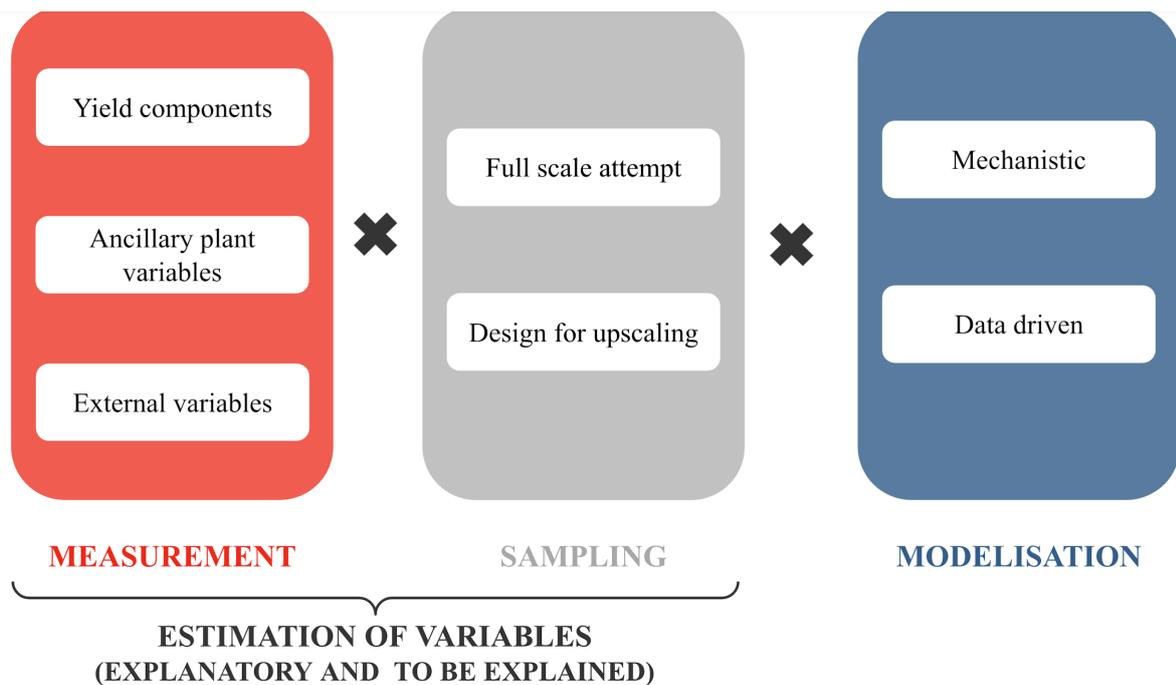 Yield components
Ancillary plant
variables
External variables
Full scale attempt
Design for upscaling
Mechanistic
Data driven
MEASUREMENT
SAMPLING
MODELISATION
ESTIMATION OF VARIABLES
(EXPLANATORY AND  TO BE EXPLAINED)